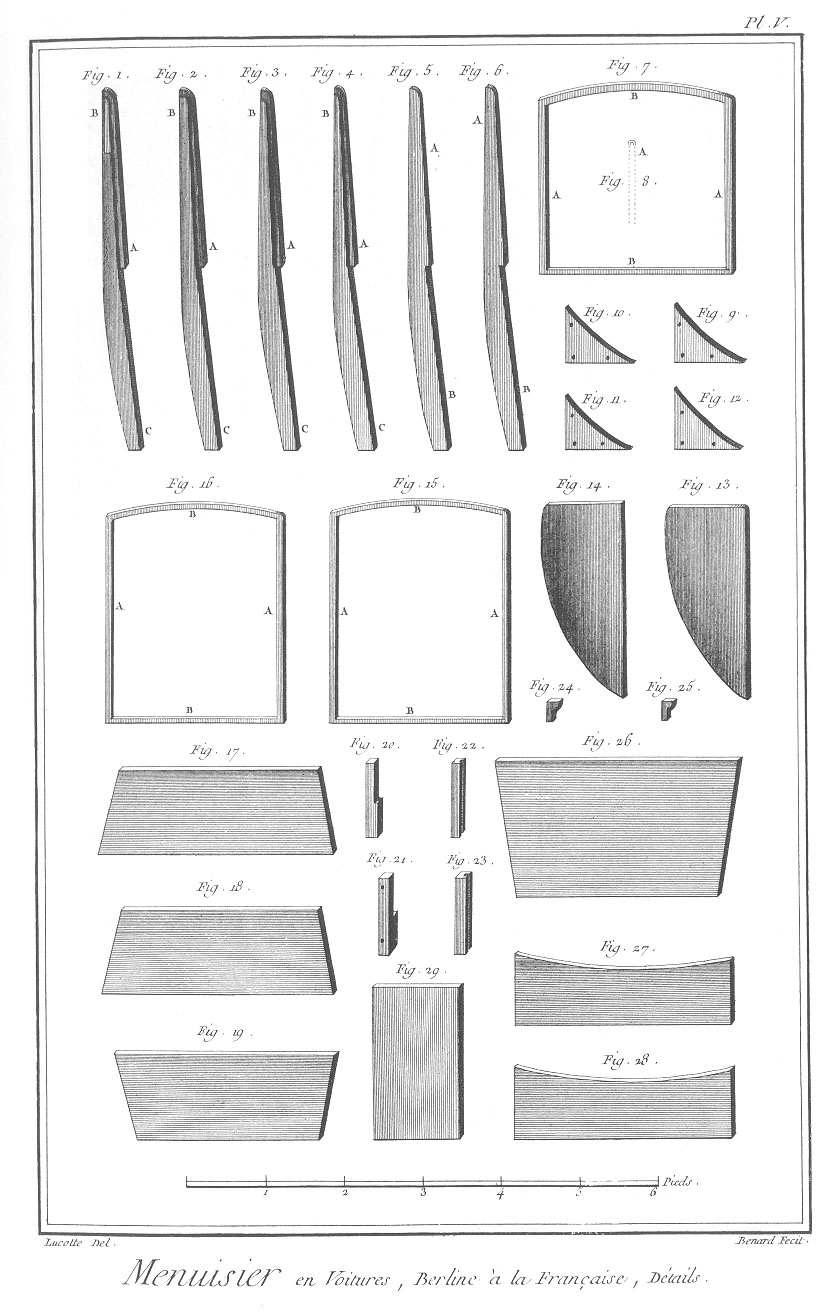 Pl. V.
Fig. 1. Fig. 2. Fig. 3. Fig. 4. Fig. 5. Fig. 6. Fig. 7.
B B B B A A B
A
Fig. 8.
A A
A A A A
B
Fig. 10. Fig. 9.
B B
Fig. 11. Fig. 12.
C C C C
Fig. 16. Fig. 15. Fig. 14. Fig. 13.
B B
A A A A
B B
Fig. 24. Fig. 25.
Fig. 17. Fig. 20. Fig. 22. Fig. 26.
Fig. 21. Fig. 23.
Fig. 18.
Fig. 29. Fig. 27.
Fig. 19.
Fig. 28.
1 2 3 4 5 6 Pieds.
Lucotte Del. Benard Fecit.
Menuisier en Voitures, Berline à la Française, Détails.